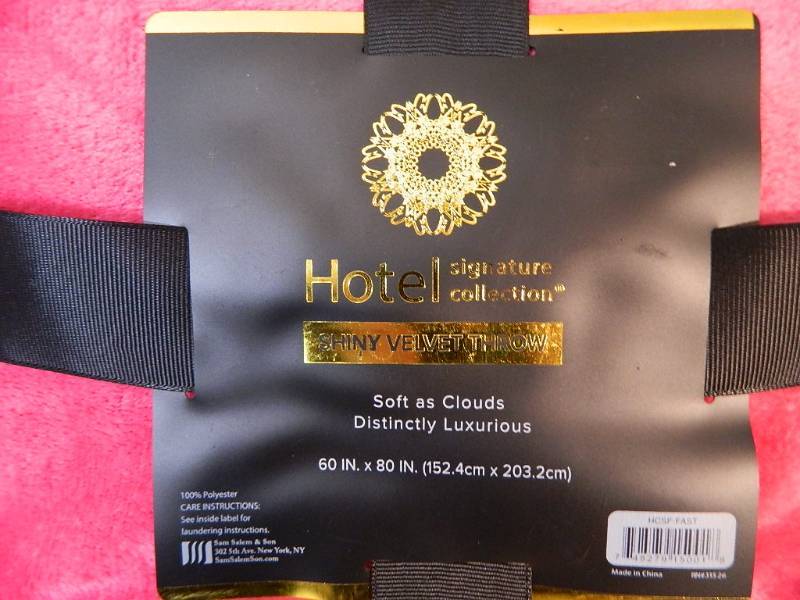 Hotel signature collection™
SHINY VELVET THROW
Soft as Clouds
Distinctly Luxurious
60 IN. x 80 IN. (152.4cm x 203.2cm)
100% Polyester
CARE INSTRUCTIONS:
See inside label for
laundering instructions.
Sam Salem & Son
302 5th Ave. New York, NY
SamSalemSon.com
HCSF-FAST
Made in China